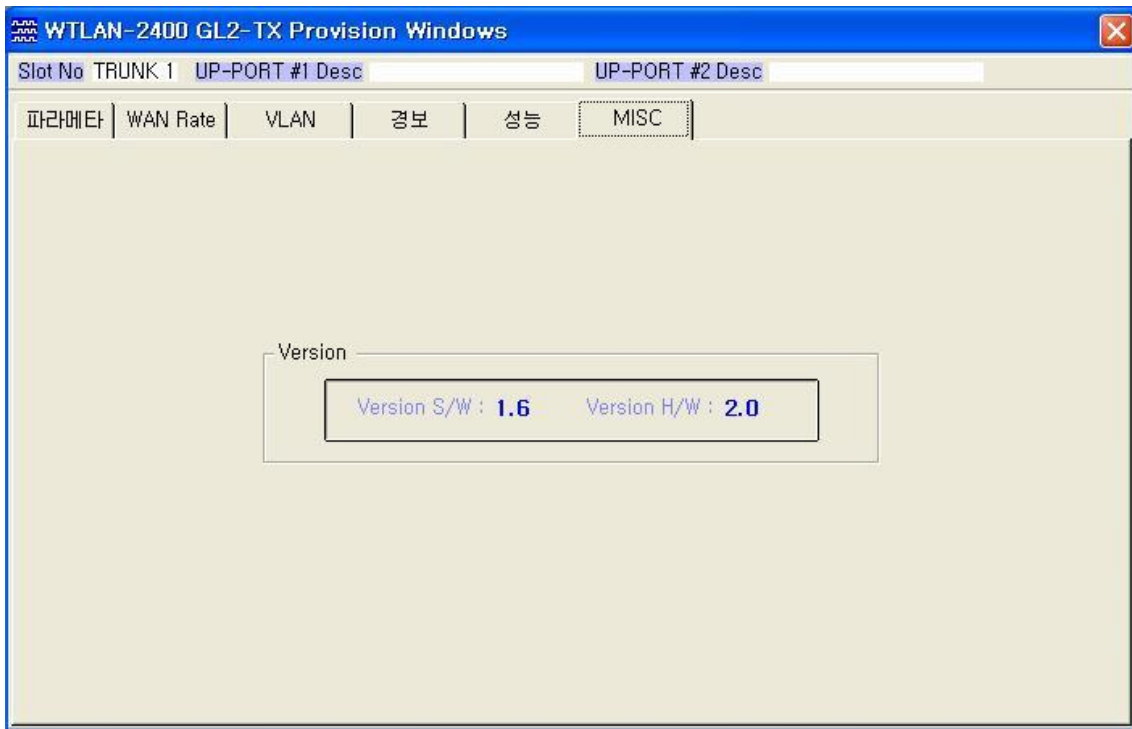 WTLAN-2400 GL2-TX Provision Windows
Slot No TRUNK 1 UP-PORT #1 Desc UP-PORT #2 Desc
파라메타 WAN Rate VLAN 경보 성능 MISC
Version
Version S/W : 1.6 Version H/W : 2.0